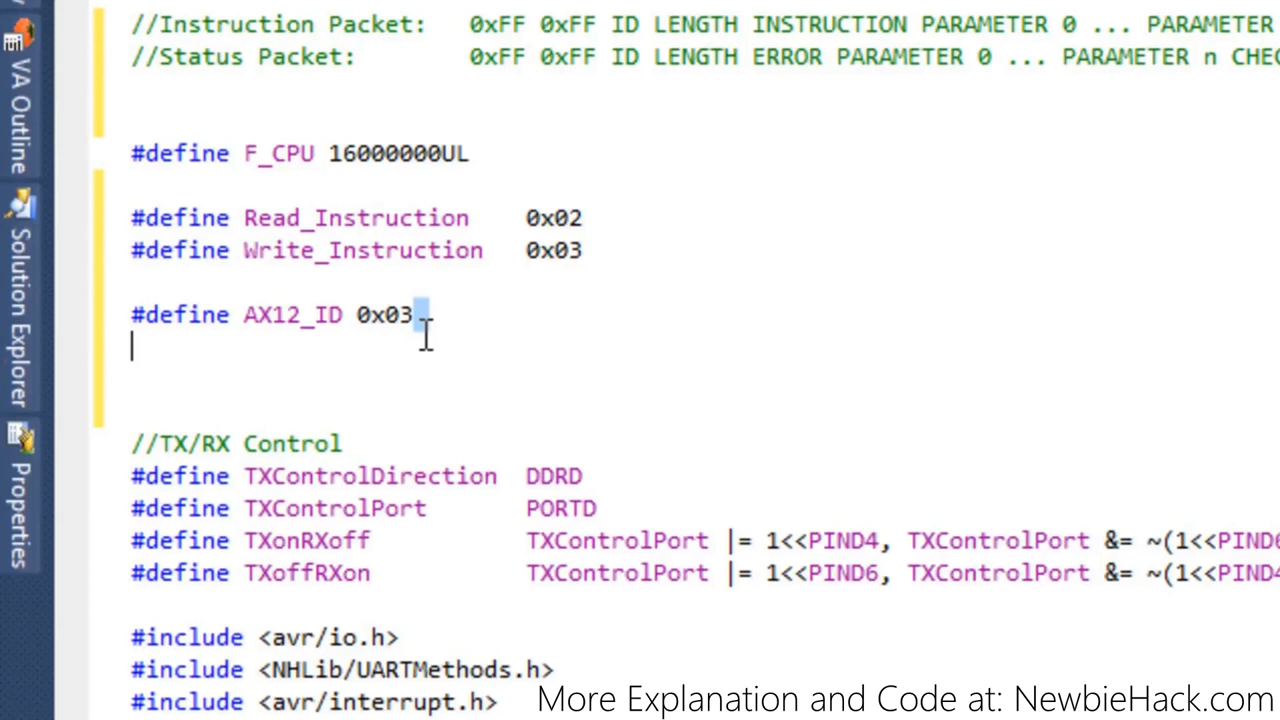 //Instruction Packet: 0xFF 0xFF ID LENGTH INSTRUCTION PARAMETER 0 ... PARAMETER
//Status Packet: 0xFF 0xFF ID LENGTH ERROR PARAMETER 0 ... PARAMETER n CHE
#define F_CPU 16000000UL
#define Read_Instruction 0x02
#define Write_Instruction 0x03
#define AX12_ID 0x03
//TX/RX Control
#define TXControlDirection DDRD
#define TXControlPort PORTD
#define TXonRXoff TXControlPort |= 1<<PIND4, TXControlPort &= ~(1<<PIND6
#define TXoffRXon TXControlPort |= 1<<PIND6, TXControlPort &= ~(1<<PIND4
#include <avr/io.h>
#include <NHLib/UARTMethods.h>
#include <avr/interrupt.h>
VA Outline
Solution Explorer
Properties
More Explanation and Code at: NewbieHack.com